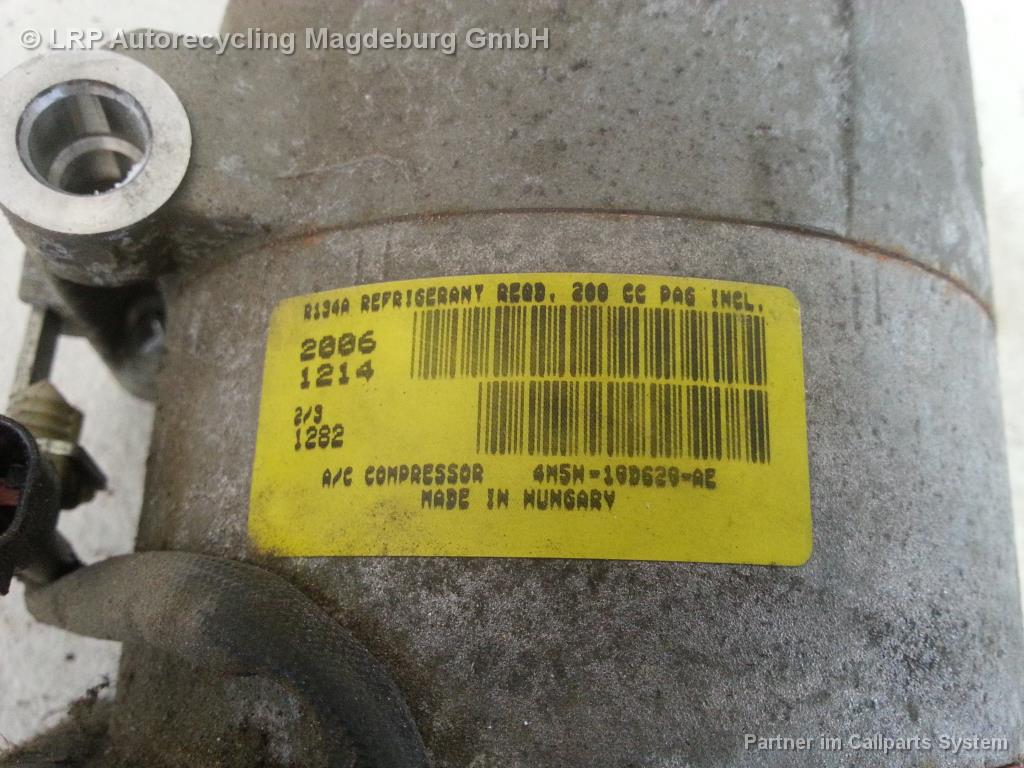 © LRP Autorecycling Magdeburg GmbH
R134A REFRIGERANT REQD. 200 CC PAG INCL.
2006
1214
2/3
1282
A/C COMPRESSOR 4M5H-19D629-AE
MADE IN HUNGARY
Partner im Callparts System